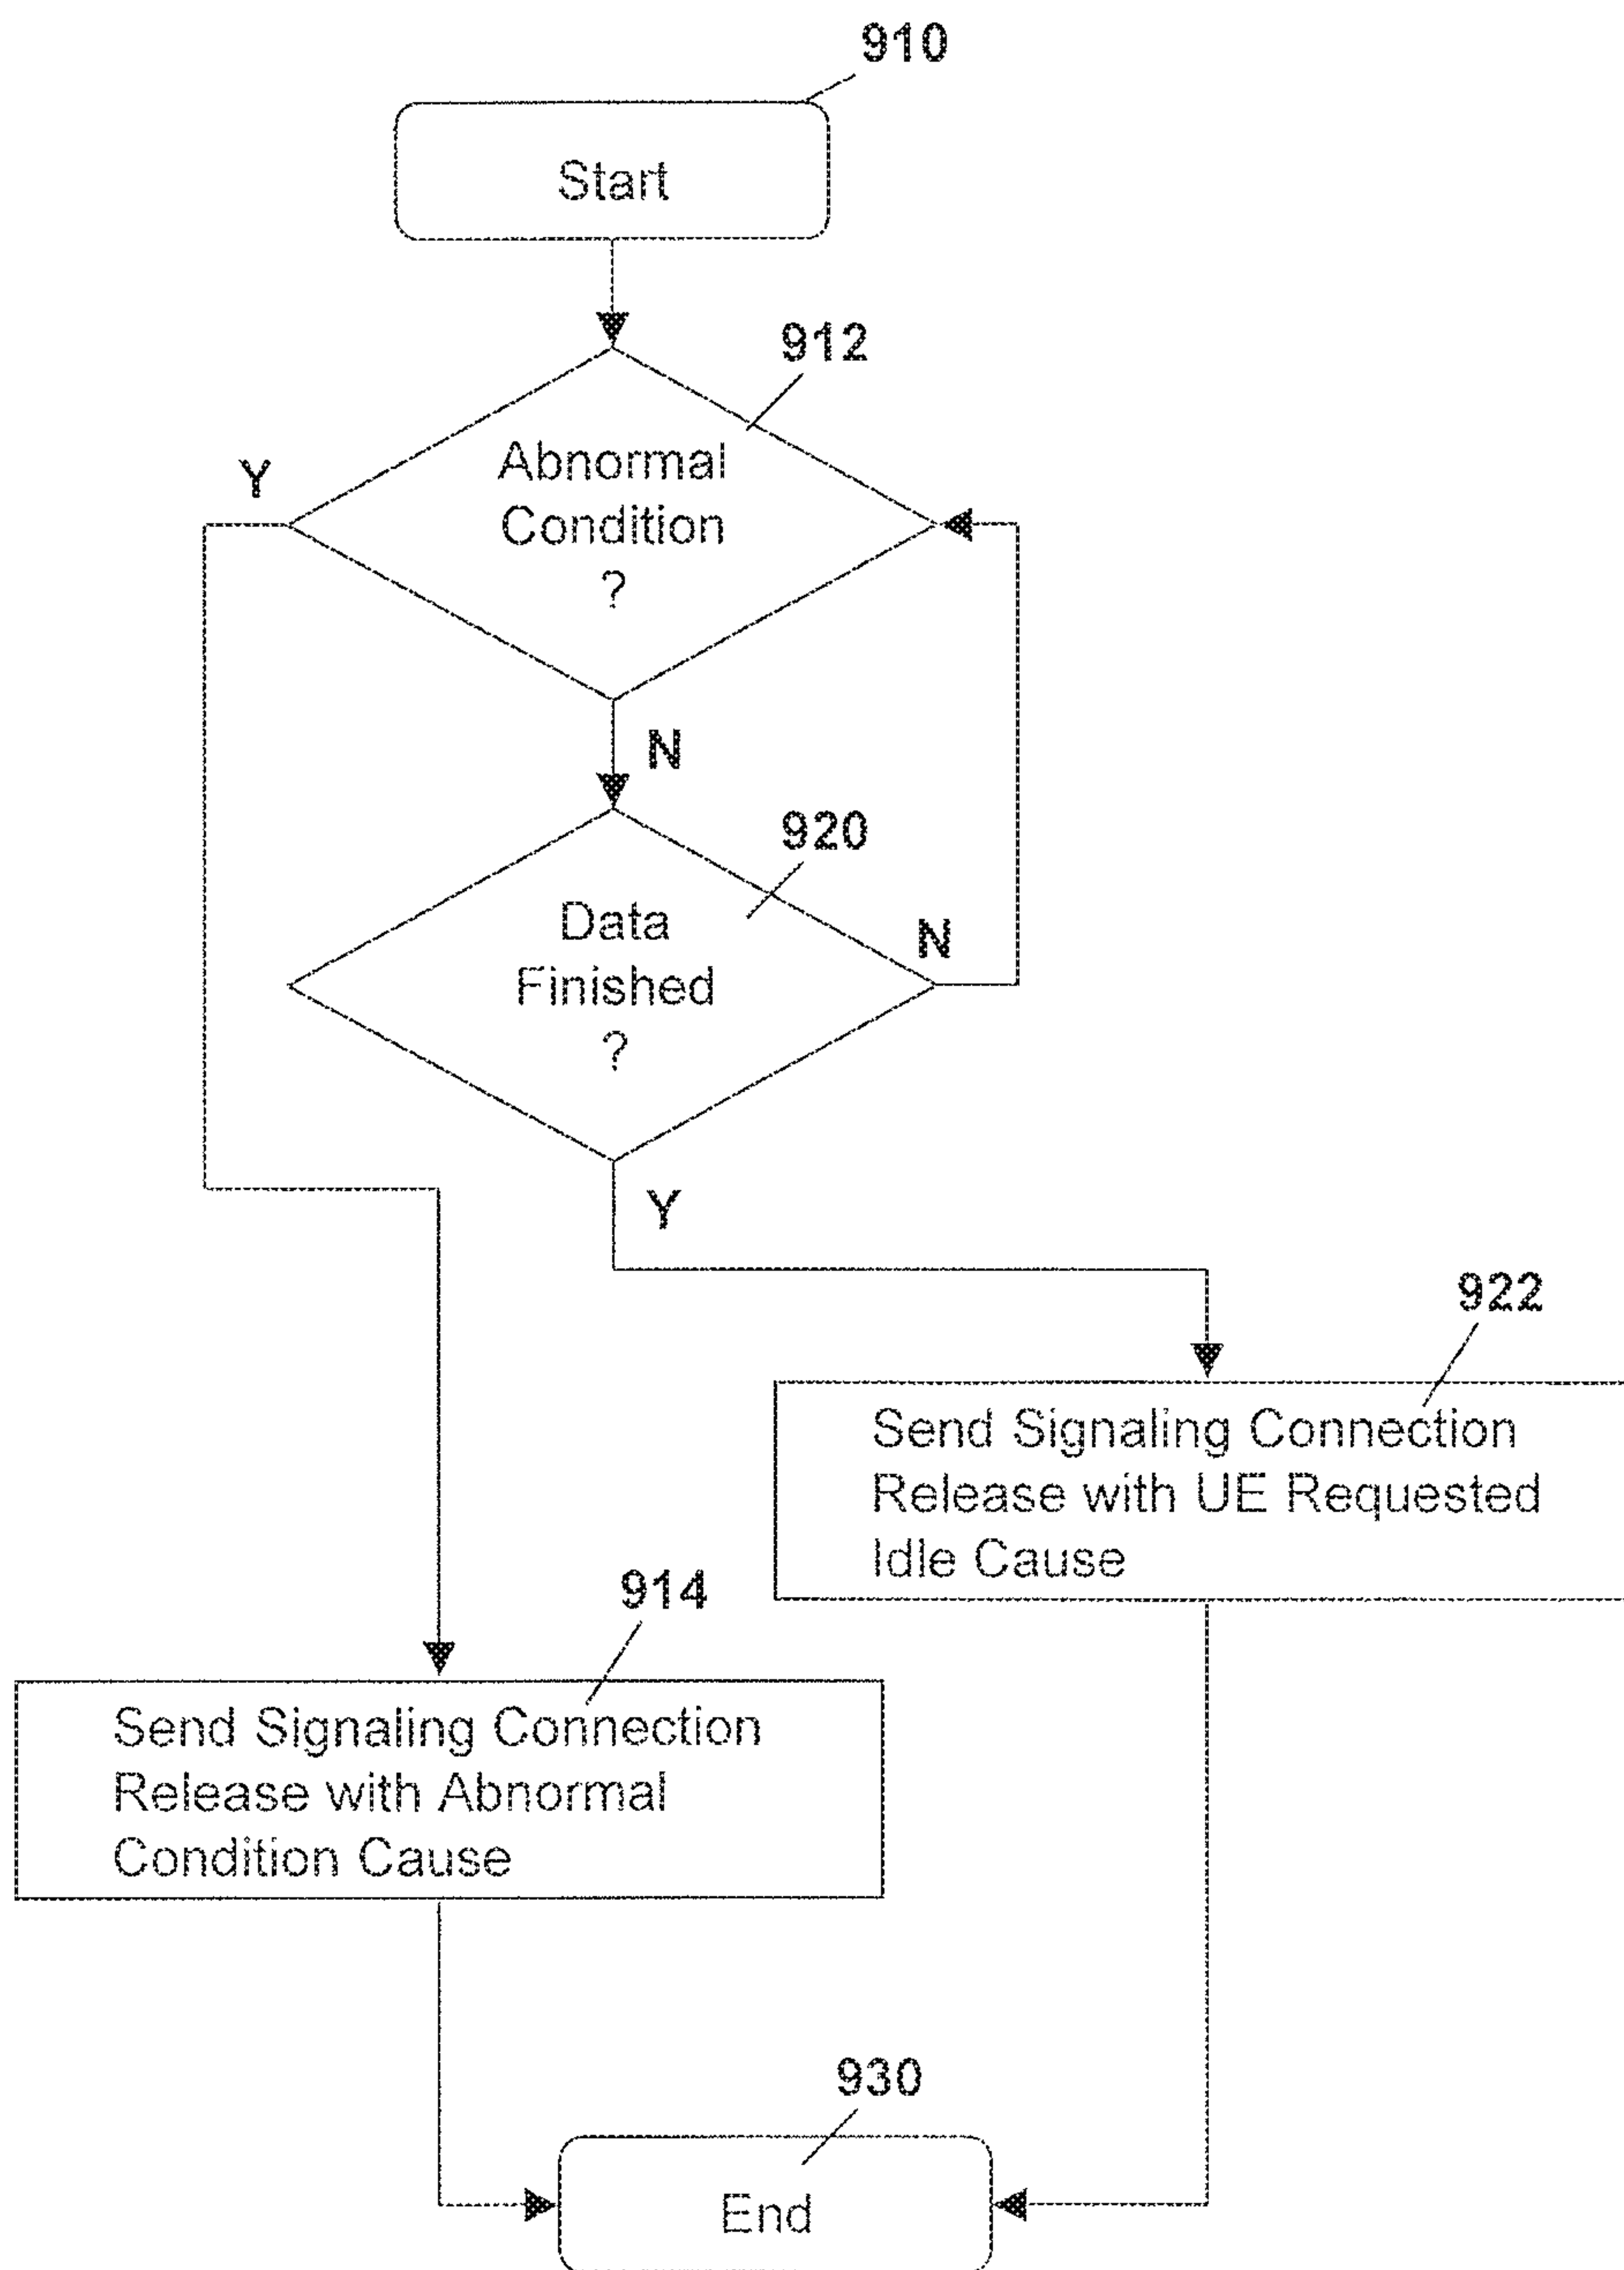 910
Start
912
Y
Abnormal
Condition
?
N
920
Data
Finished
?
N
Y
922
Send Signaling Connection
Release with UE Requested
Idle Cause
914
Send Signaling Connection
Release with Abnormal
Condition Cause
930
End